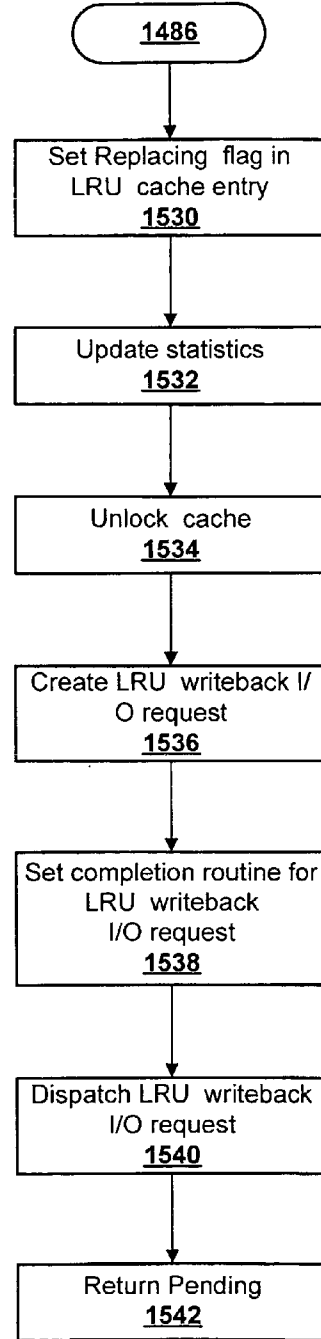 1486
Set Replacing flag in
LRU cache entry
1530
Update statistics
1532
Unlock cache
1534
Create LRU writeback I/
O request
1536
Set completion routine for
LRU writeback
I/O request
1538
Dispatch LRU writeback
I/O request
1540
Return Pending
1542